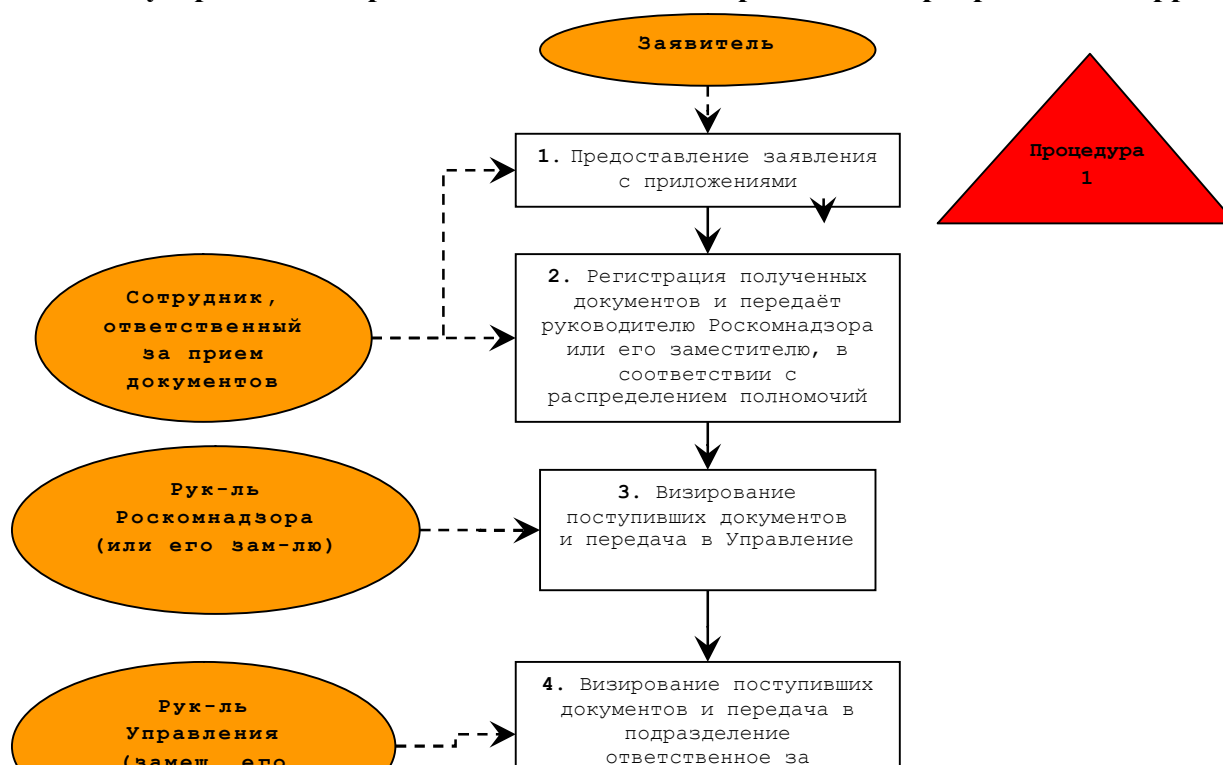 Заявитель
Процедура
1
1. Предоставление заявления
с приложениями
Сотрудник,
ответственный
за прием
документов
2. Регистрация полученных
документов и передаёт
руководителю Роскомнадзора
или его заместителю, в
соответствии с
распределением полномочий
Рук-ль
Роскомнадзора
(или его зам-лю)
3. Визирование
поступивших документов
и передача в Управление
Рук-ль
Управления
(замещ. его
4. Визирование поступивших
документов и передача в
подразделение
ответственное за